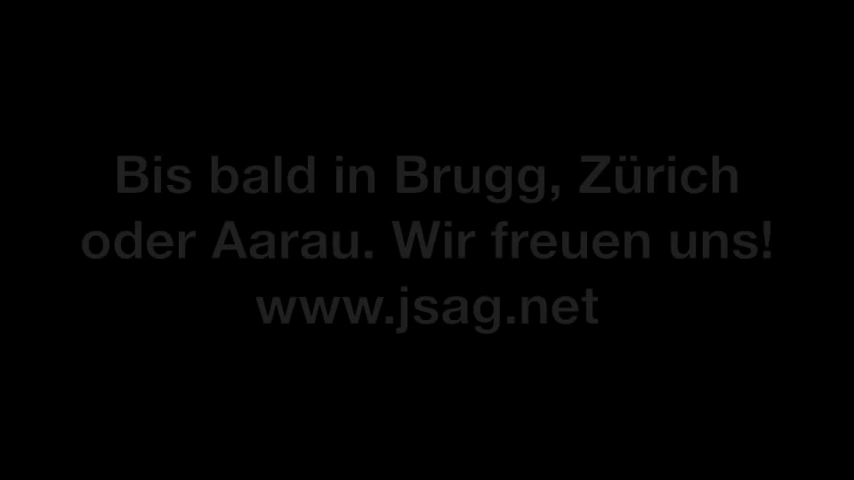 Bis bald in Brugg, Zürich
oder Aarau. Wir freuen uns!
www.jsag.net